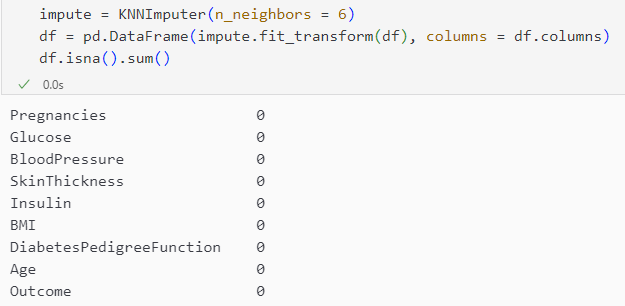 impute = KNNImputer(n_neighbors = 6)
df = pd.DataFrame(impute.fit_transform(df), columns = df.columns)
df.isna().sum()
✓ 0.0s
Pregnancies 0
Glucose 0
BloodPressure 0
SkinThickness 0
Insulin 0
BMI 0
DiabetesPedigreeFunction 0
Age 0
Outcome 0